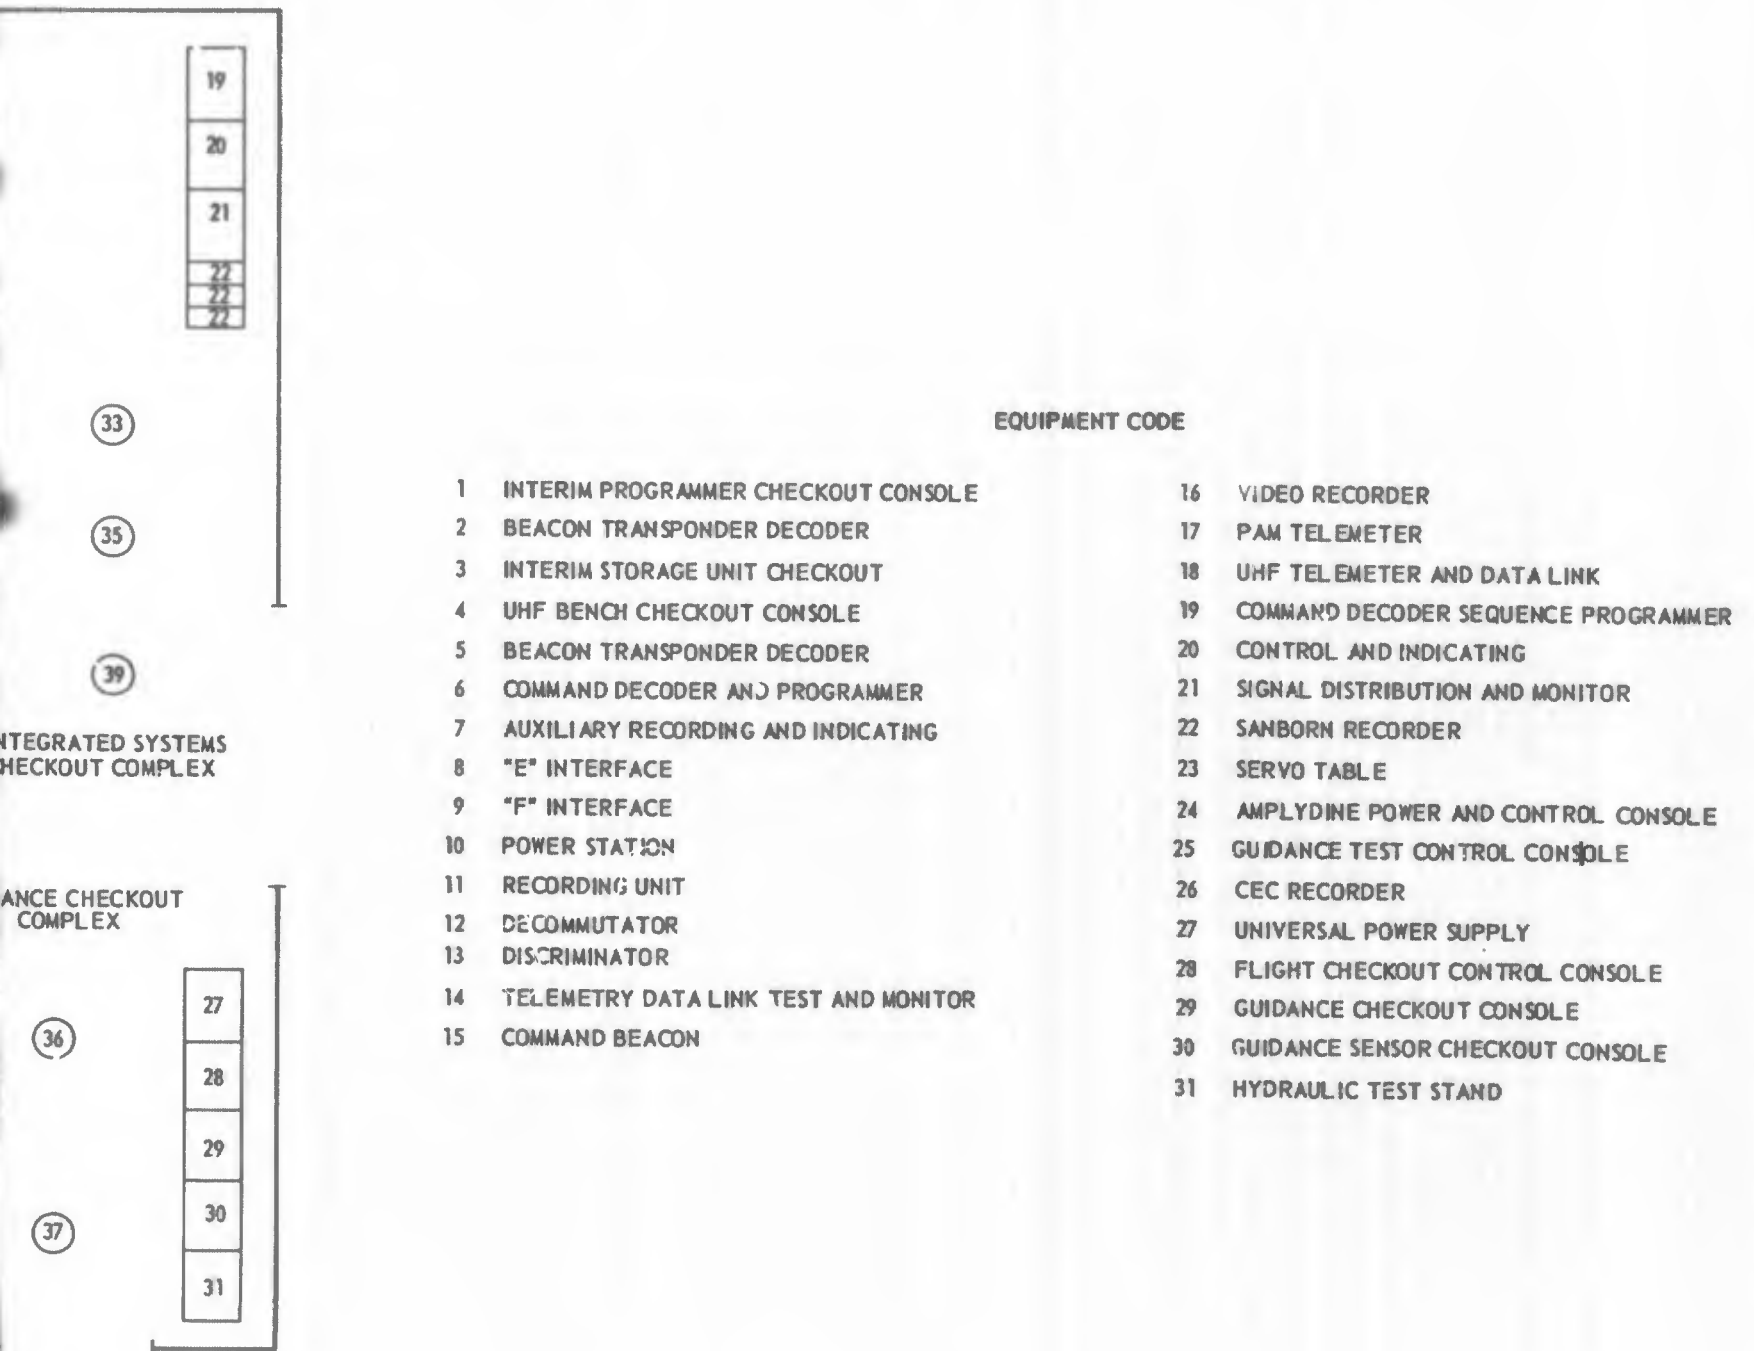 19
20
21
22
22
22
33
35
39
NTEGRATED SYSTEMS
HECKOUT COMPLEX
ANCE CHECKOUT
COMPLEX
36
37
27
28
29
30
31
EQUIPMENT CODE
1 INTERIM PROGRAMMER CHECKOUT CONSOLE
2 BEACON TRANSPONDER DECODER
3 INTERIM STORAGE UNIT CHECKOUT
4 UHF BENCH CHECKOUT CONSOLE
5 BEACON TRANSPONDER DECODER
6 COMMAND DECODER AND PROGRAMMER
7 AUXILIARY RECORDING AND INDICATING
8 "E" INTERFACE
9 "F" INTERFACE
10 POWER STATION
11 RECORDING UNIT
12 DECOMMUTATOR
13 DISCRIMINATOR
14 TELEMETRY DATA LINK TEST AND MONITOR
15 COMMAND BEACON
16 VIDEO RECORDER
17 PAM TELEMETER
18 UHF TELEMETER AND DATA LINK
19 COMMAND DECODER SEQUENCE PROGRAMMER
20 CONTROL AND INDICATING
21 SIGNAL DISTRIBUTION AND MONITOR
22 SANBORN RECORDER
23 SERVO TABLE
24 AMPLYDINE POWER AND CONTROL CONSOLE
25 GUIDANCE TEST CONTROL CONSOLE
26 CEC RECORDER
27 UNIVERSAL POWER SUPPLY
28 FLIGHT CHECKOUT CONTROL CONSOLE
29 GUIDANCE CHECKOUT CONSOLE
30 GUIDANCE SENSOR CHECKOUT CONSOLE
31 HYDRAULIC TEST STAND